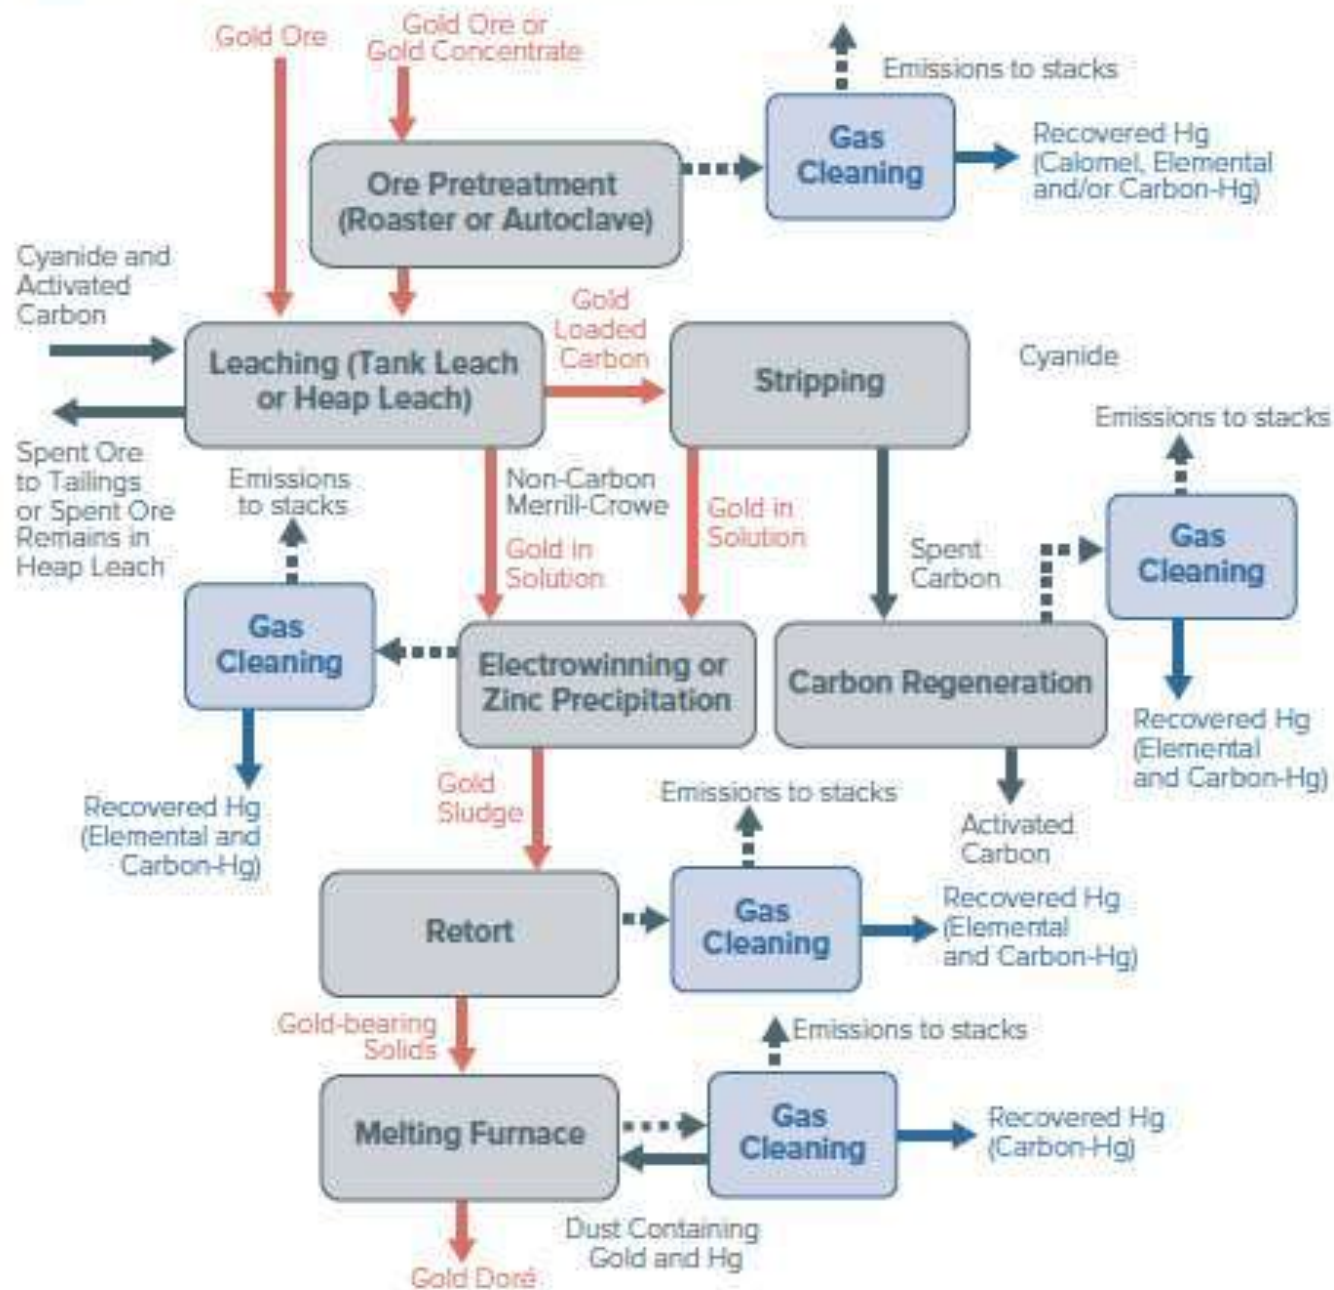 Gold Ore
Gold Ore or
Gold Concentrate
Emissions to stacks
Gas
Cleaning
Recovered Hg
(Calomel, Elemental
and/or Carbon-Hg)
Ore Pretreatment
(Roaster or Autoclave)
Cyanide and
Activated
Carbon
Gold
Loaded
Carbon
Leaching (Tank Leach
or Heap Leach)
Stripping
Cyanide
Emissions to stacks
Spent Ore
to Tailings
or Spent Ore
Remains in
Heap Leach
Emissions
to stacks
Non-Carbon
Merrill-Crowe
Gold in
Solution
Gold in
Solution
Spent
Carbon
Gas
Cleaning
Gas
Cleaning
Electrowinning or
Zinc Precipitation
Carbon Regeneration
Recovered Hg
(Elemental
and Carbon-Hg)
Recovered Hg
(Elemental and
Carbon-Hg)
Gold
Sludge
Emissions to stacks
Activated
Carbon
Retort
Gas
Cleaning
Recovered Hg
(Elemental
and Carbon-Hg)
Gold-bearing
Solids
Emissions to stacks
Melting Furnace
Gas
Cleaning
Recovered Hg
(Carbon-Hg)
Dust Containing
Gold and Hg
Gold Doré